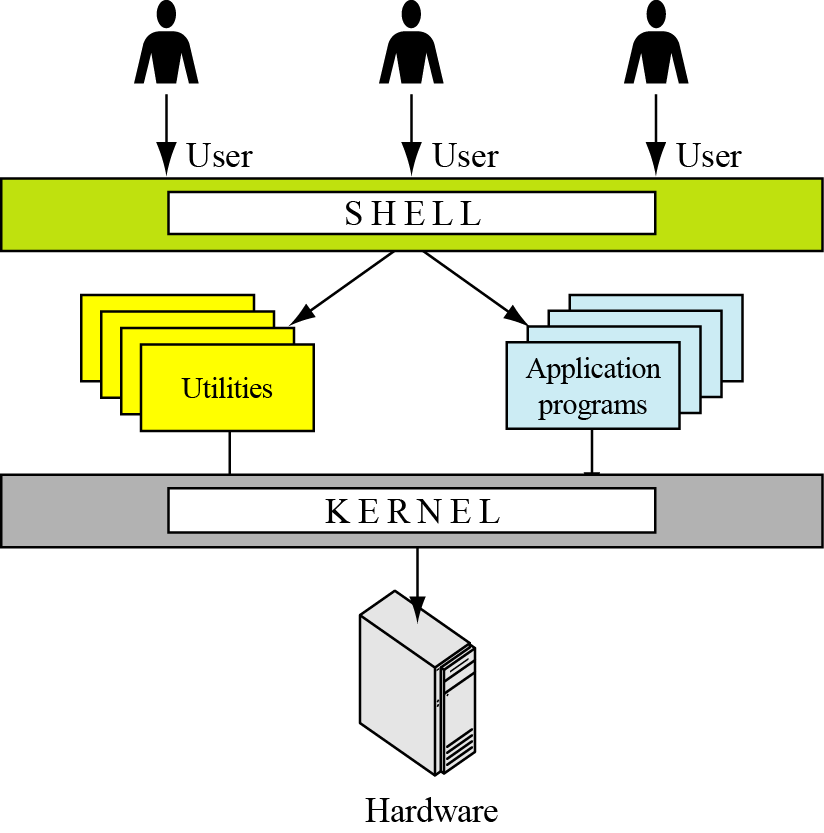 User
User
User
SHELL
Utilities
Application
programs
KERNEL
Hardware